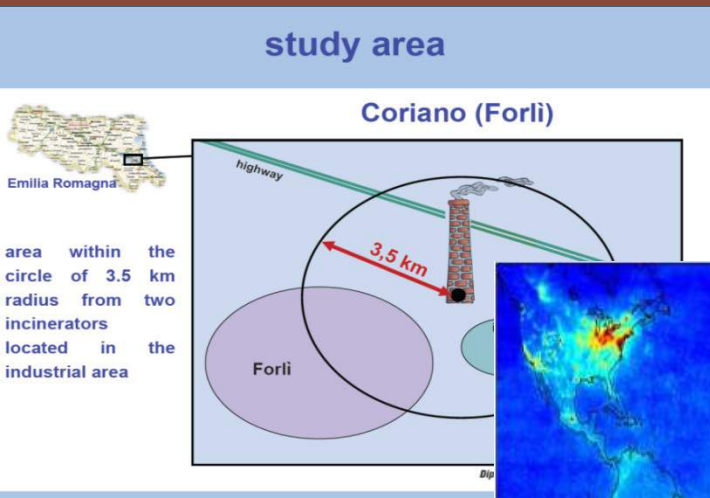 study area
Coriano (Forlì)
Emilia Romagna
highway
3,5 km
area within the
circle of 3.5 km
radius from two
incinerators
located in the
industrial area
Forlì